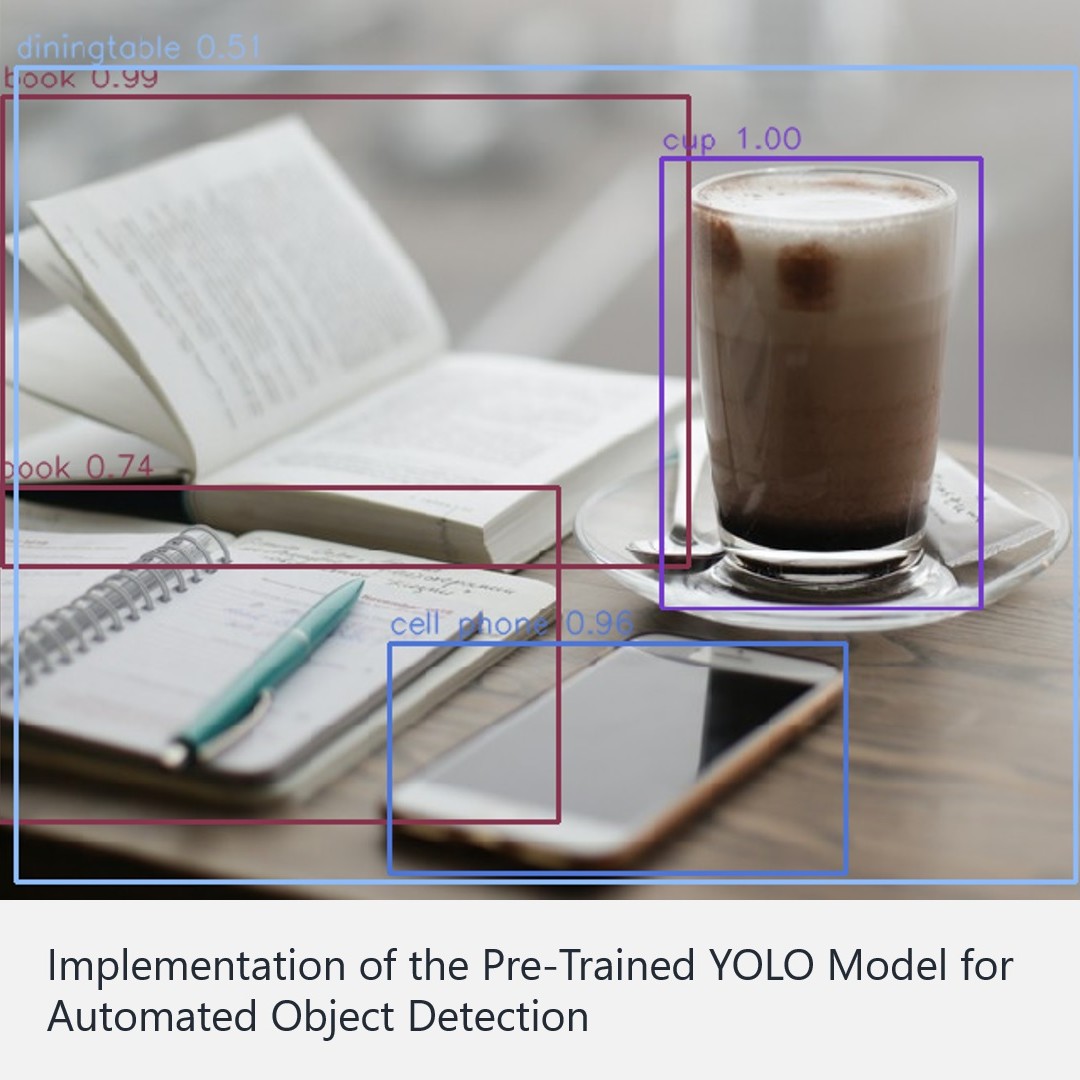 diningtable 0.51
book 0.99
cup 1.00
book 0.74
cell phone 0.96
Implementation of the Pre-Trained YOLO Model for
Automated Object Detection